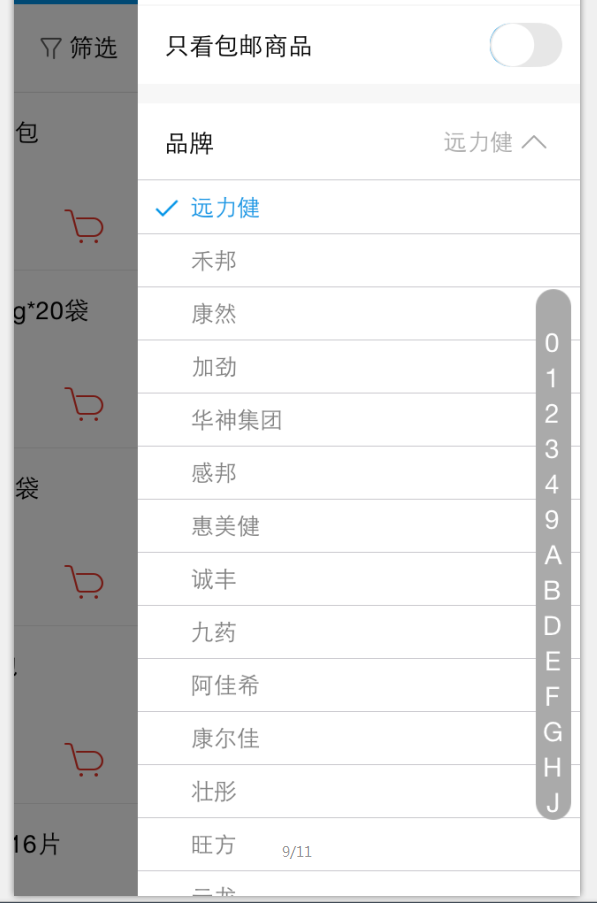 筛选
只看包邮商品
包
品牌
远力健
远力健
禾邦
g*20袋
康然
加劲
华神集团
感邦
袋
惠美健
诚丰
九药
阿佳希
康尔佳
壮彤
16片
旺方
9/11
0
1
2
3
4
9
A
B
D
E
F
G
H
J